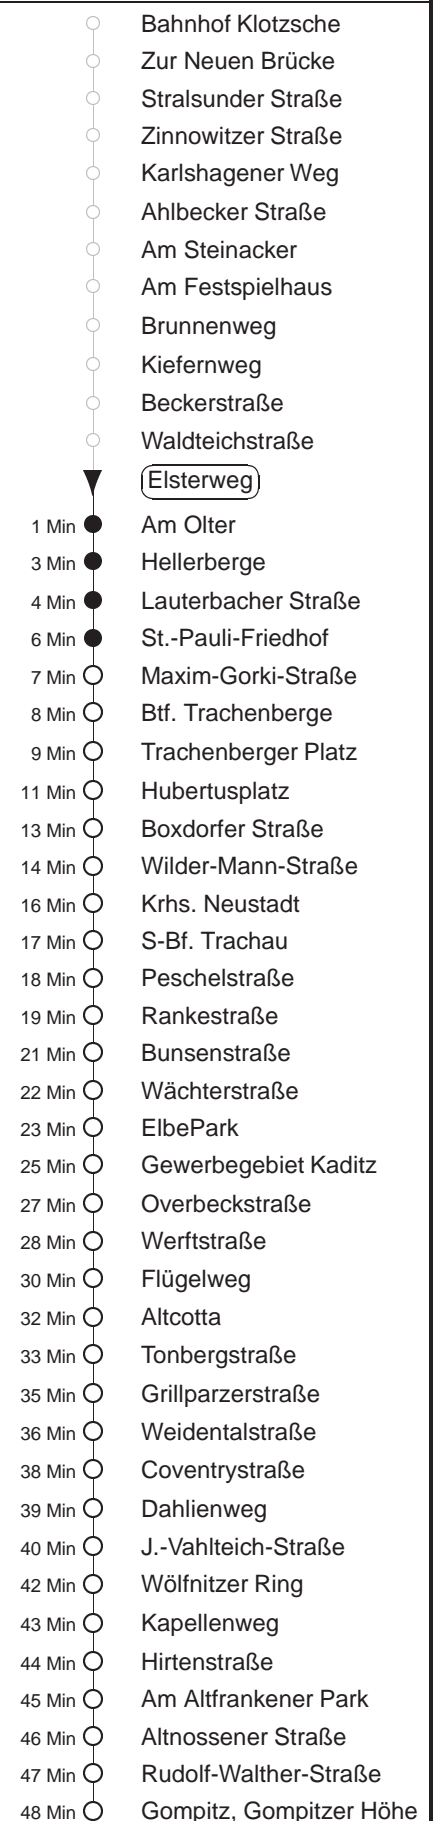 Bahnhof Klotzsche
Zur Neuen Brücke
Stralsunder Straße
Zinnowitzer Straße
Karlshagener Weg
Ahlbecker Straße
Am Steinacker
Am Festspielhaus
Brunnenweg
Kiefernweg
Beckerstraße
Waldteichstraße
Elsterweg
1 Min Am Olter
3 Min Hellerberge
4 Min Lauterbacher Straße
6 Min St.-Pauli-Friedhof
7 Min Maxim-Gorki-Straße
8 Min Btf. Trachenberge
9 Min Trachenberger Platz
11 Min Hubertusplatz
13 Min Boxdorfer Straße
14 Min Wilder-Mann-Straße
16 Min Krhs. Neustadt
17 Min S-Bf. Trachau
18 Min Peschelstraße
19 Min Rankestraße
21 Min Bunsenstraße
22 Min Wächterstraße
23 Min ElbePark
25 Min Gewerbegebiet Kaditz
27 Min Overbeckstraße
28 Min Werftstraße
30 Min Flügelweg
32 Min Altcotta
33 Min Tonbergstraße
35 Min Grillparzerstraße
36 Min Weidentalstraße
38 Min Coventrystraße
39 Min Dahlienweg
40 Min J.-Vahlteich-Straße
42 Min Wölfnitzer Ring
43 Min Kapellenweg
44 Min Hirtenstraße
45 Min Am Altfrankener Park
46 Min Altnossener Straße
47 Min Rudolf-Walther-Straße
48 Min Gompitz, Gompitzer Höhe